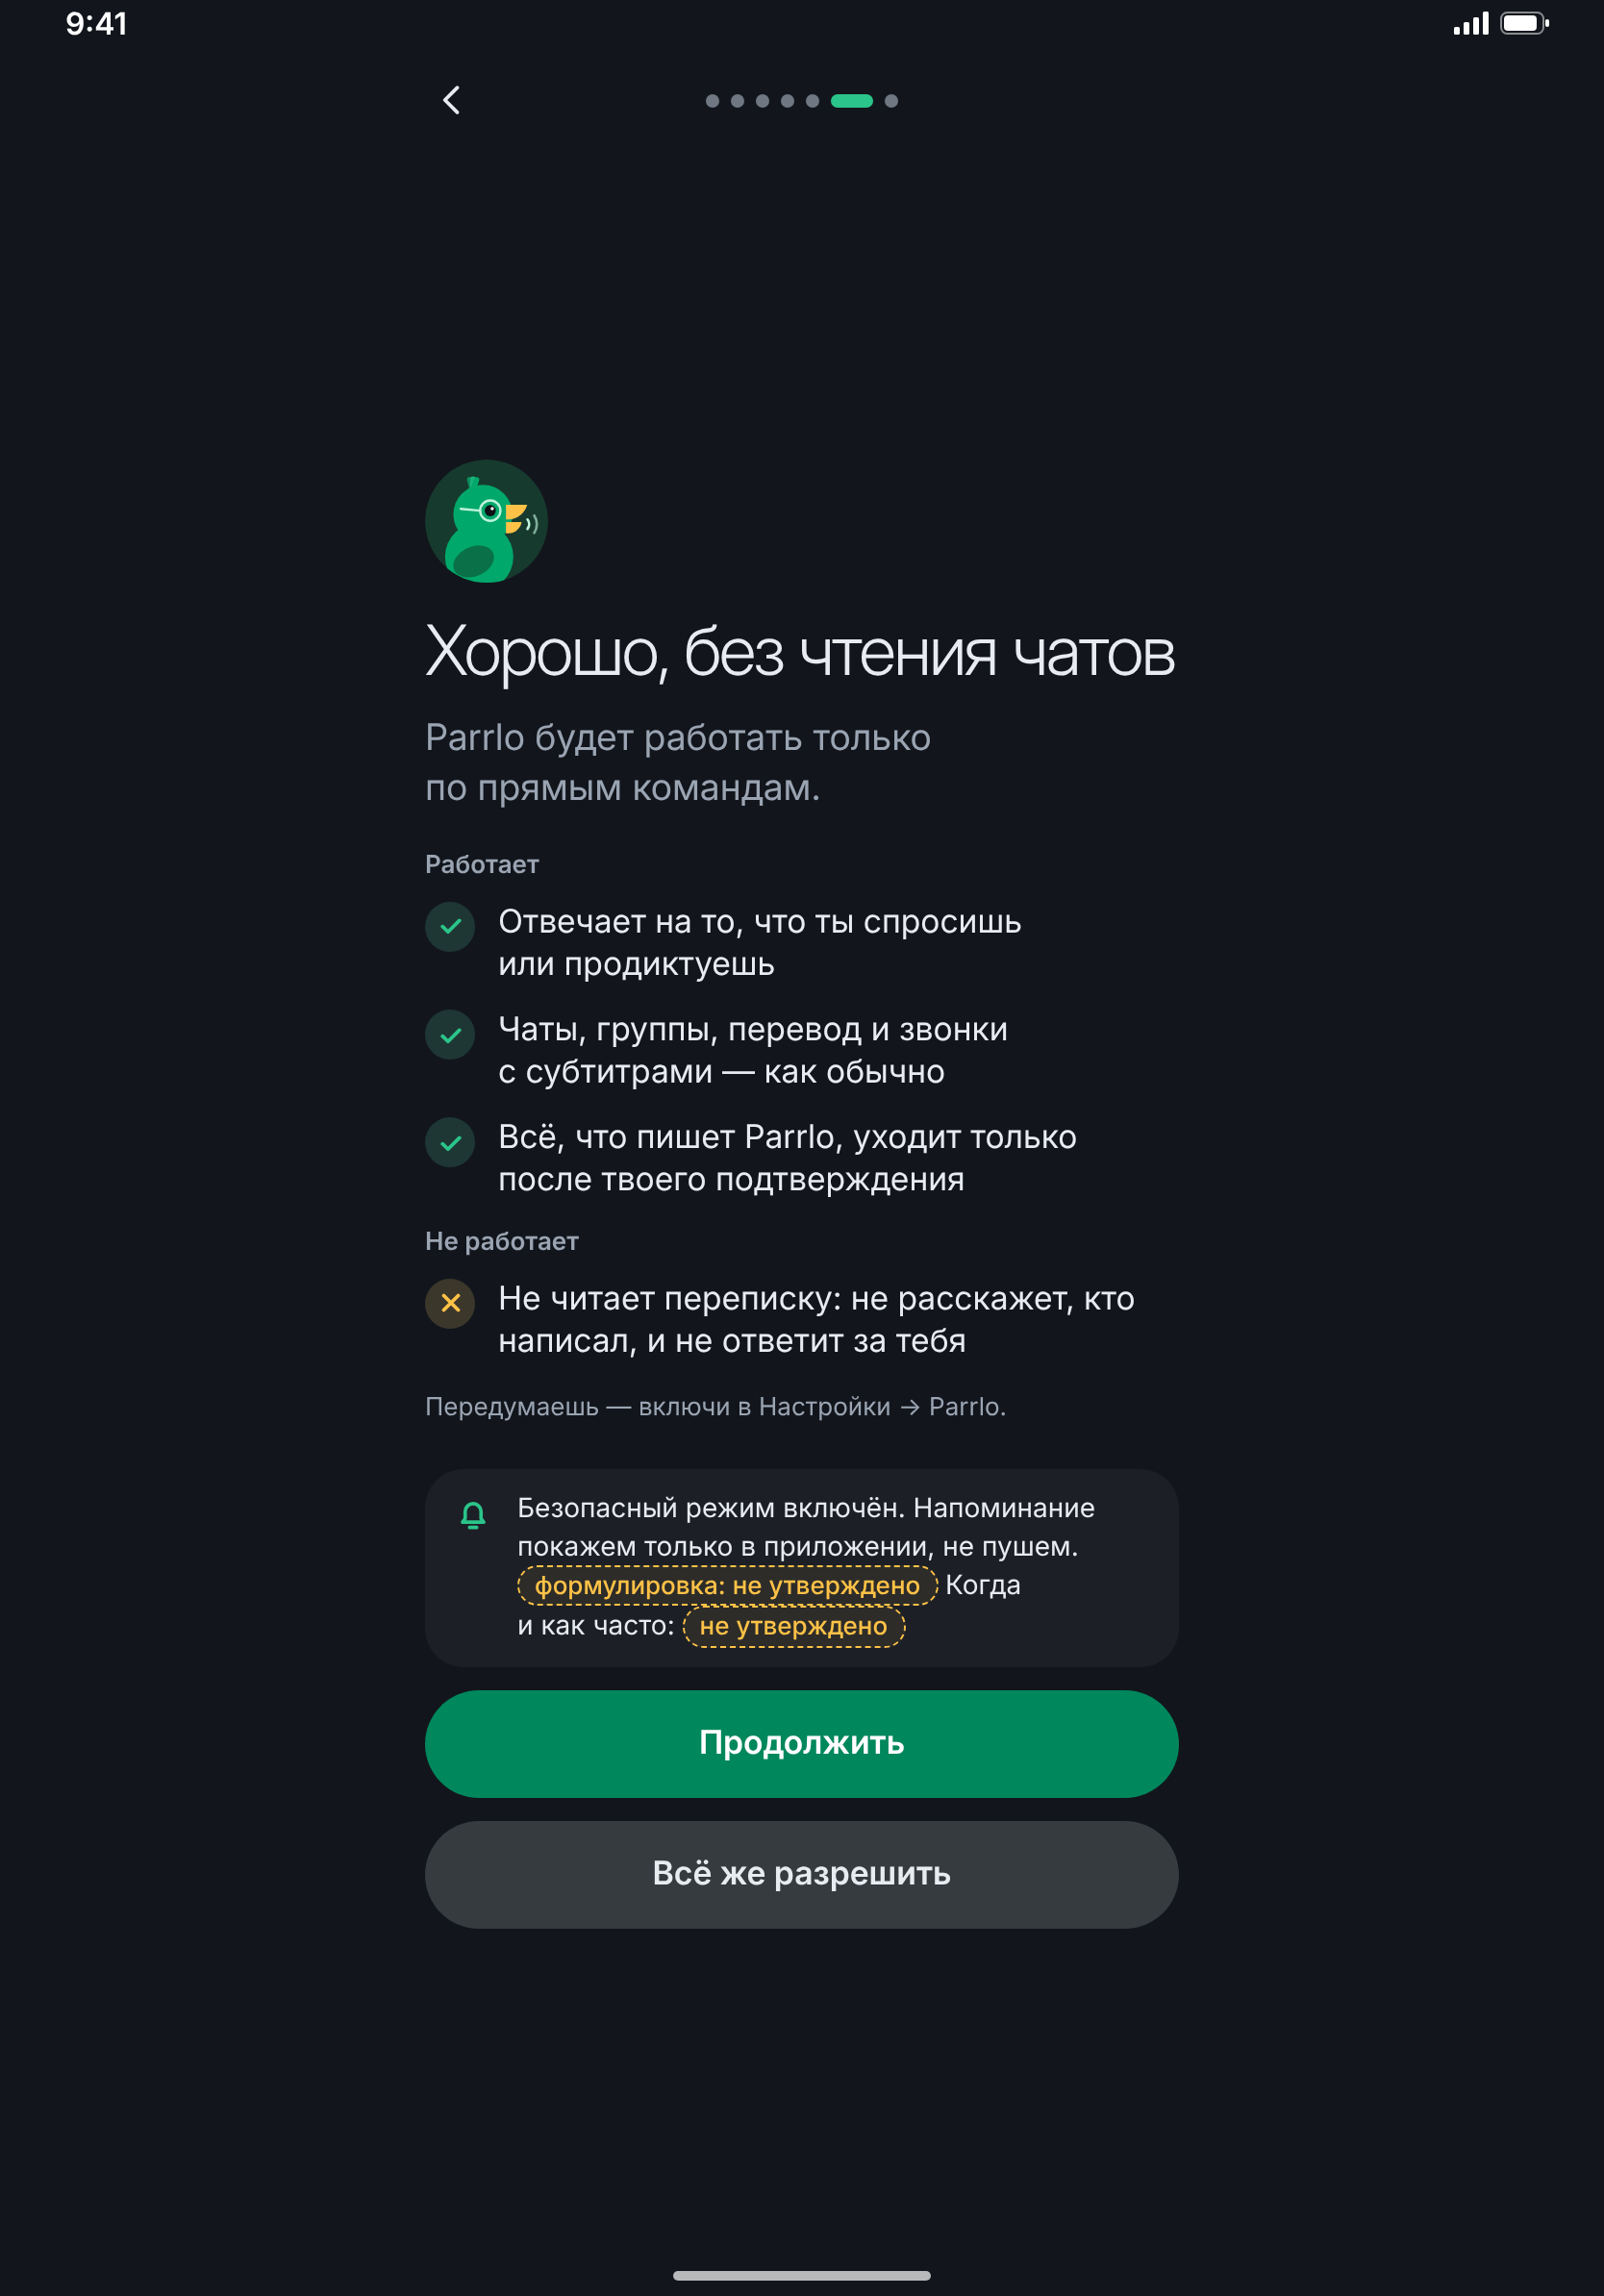 9:41
Хорошо, без чтения чатов
Parrlo будет работать только
по прямым командам.
Работает
Отвечает на то, что ты спросишь
или продиктуешь
Чаты, группы, перевод и звонки
с субтитрами — как обычно
Всё, что пишет Parrlo, уходит только
после твоего подтверждения
Не работает
Не читает переписку: не расскажет, кто
написал, и не ответит за тебя
Передумаешь — включи в Настройки → Parrlo.
Безопасный режим включён. Напоминание
покажем только в приложении, не пушем.
формулировка: не утверждено Когда
и как часто: не утверждено
Продолжить
Всё же разрешить